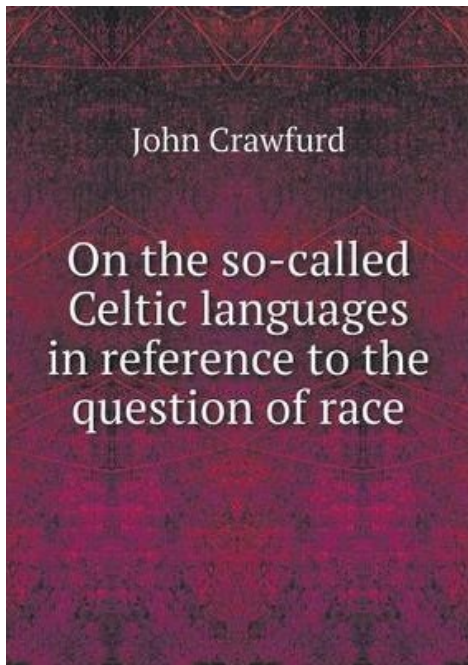 John Crawfurd
On the so-called
Celtic languages
in reference to the
question of race